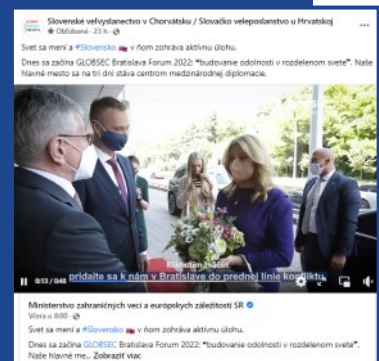 Slovenské veľvyslanectvo v Chorvátsku / Slovačko veleposlanstvo u Hrvatskoj
Obľúbené · 23 h ·
Svet sa mení a #Slovensko v ňom zohráva aktívnu úlohu.
Dnes sa začína GLOBSEC Bratislava Forum 2022: "budovanie odolnosti v rozdelenom svete". Naše
hlavné mesto sa na tri dni stáva centrom medzinárodnej diplomacie.
Kliknutím zväčšiť
pridajte sa k nám v Bratislave do prednej línie konfliktu,
0:13 / 0:48
Ministerstvo zahraničných vecí a európskych záležitostí SR
Včera o 8:00 ·
Svet sa mení a #Slovensko v ňom zohráva aktívnu úlohu.
Dnes sa začína GLOBSEC Bratislava Forum 2022: "budovanie odolnosti v rozdelenom svete".
Naše hlavné me... Zobraziť viac